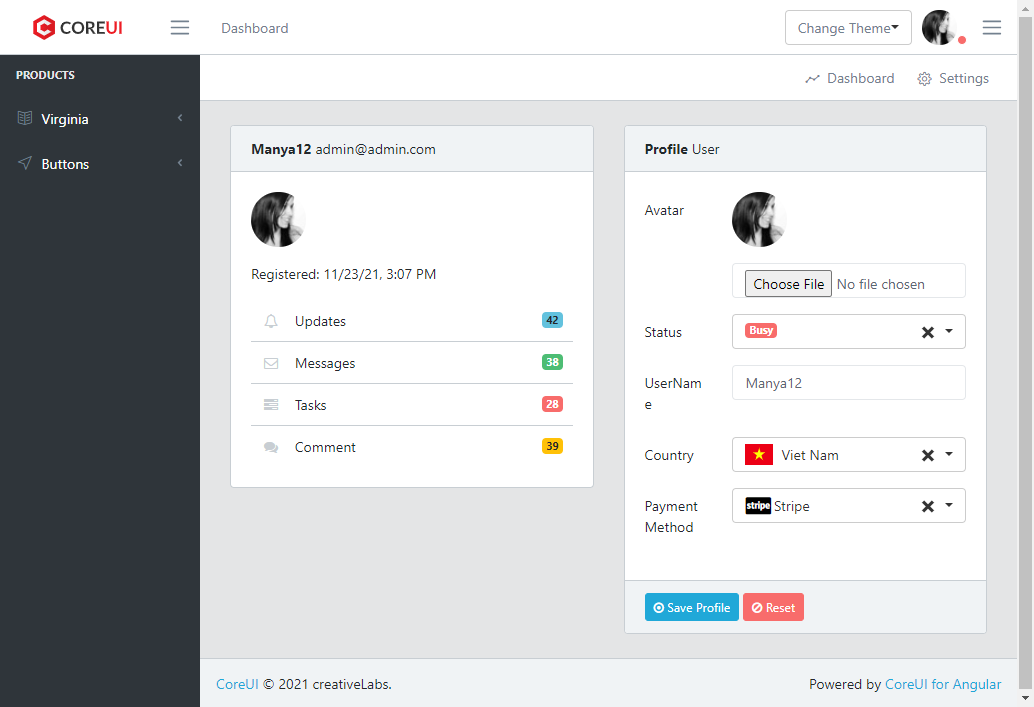 COREUI
Dashboard
Change Theme
PRODUCTS
Virginia
Buttons
Dashboard
Settings
Manya12 admin@admin.com
Registered: 11/23/21, 3:07 PM
Updates 42
Messages 38
Tasks 28
Comment 39
Profile User
Avatar
Choose File No file chosen
Status Busy
UserNam
e
Manya12
Country Viet Nam
Payment
Method
stripe Stripe
Save Profile Reset
CoreUI © 2021 creativeLabs.
Powered by CoreUI for Angular